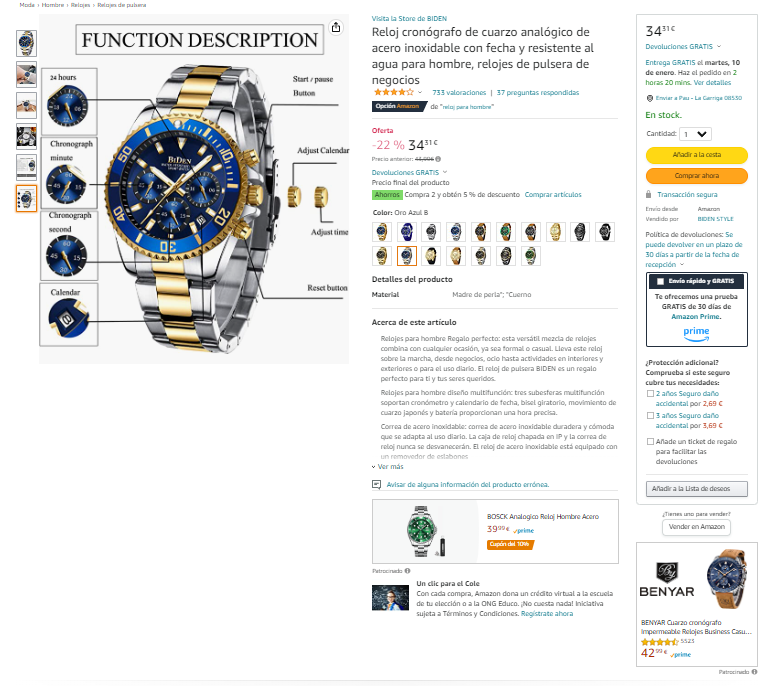 Moda › Hombre › Relojes › Relojes de pulsera
FUNCTION DESCRIPTION
24 hours
Start / pause
Button
Chronograph
minute
Adjust Calendar
Chronograph
second
Adjust time
Calendar
Reset button
BIDEN
Visita la Store de BIDEN
Reloj cronógrafo de cuarzo analógico de
acero inoxidable con fecha y resistente al
agua para hombre, relojes de pulsera de
negocios
733 valoraciones | 37 preguntas respondidas
Opción Amazon de "reloj para hombre"
Oferta
-22 % 34,31€
Precio anterior: 43,99€
Devoluciones GRATIS
Precio final del producto
Ahorros Compra 2 y obtén 5 % de descuento Comprar artículos
Color: Oro Azul B
Detalles del producto
Material Madre de perla"; "Cuerno
Acerca de este artículo
Relojes para hombre Regalo perfecto: esta versátil mezcla de relojes
combina con cualquier ocasión, ya sea formal o casual. Lleva este reloj
sobre la marcha, desde negocios, ocio hasta actividades en interiores y
exteriores o para el uso diario. El reloj de pulsera BIDEN es un regalo
perfecto para ti y tus seres queridos.
Relojes para hombre diseño multifunción: tres subesferas multifunción
soportan cronómetro y calendario de fecha, bisel giratorio, movimiento de
cuarzo japonés y batería proporcionan una hora precisa.
Correa de acero inoxidable: correa de acero inoxidable duradera y cómoda
que se adapta al uso diario. La caja de reloj chapada en IP y la correa de
reloj nunca se desvanecerán. El reloj de acero inoxidable está equipado con
un removedor de eslabones
Ver más
Avisar de alguna información del producto errónea.
BOSCK Analogico Reloj Hombre Acero
39,99€ prime
Cupón del 10%
Patrocinado
Un clic para el Cole
Con cada compra, Amazon dona un crédito virtual a la escuela
de tu elección o a la ONG Educo. ¡No cuesta nada! Iniciativa
sujeta a Términos y Condiciones. Regístrate ahora
34,31€
Devoluciones GRATIS
Entrega GRATIS el martes, 10
de enero. Haz el pedido en 2
horas 20 mins. Ver detalles
Enviar a Pau - La Garriga 08530
En stock.
Cantidad: 1
Añadir a la cesta
Comprar ahora
Transacción segura
Envío desde Amazon
Vendido por BIDEN STYLE
Política de devoluciones: Se
puede devolver en un plazo de
30 días a partir de la fecha de
recepción
Envío rápido y GRATIS
Te ofrecemos una prueba
GRATIS de 30 días de
Amazon Prime.
prime
¿Protección adicional?
Comprueba si este seguro
cubre tus necesidades:
2 años Seguro daño
accidental por 2,69 €
3 años Seguro daño
accidental por 3,69 €
Añade un ticket de regalo
para facilitar las
devoluciones
Añadir a la Lista de deseos
¿Tienes uno para vender?
Vender en Amazon
BENYAR
BENYAR Cuarzo cronógrafo
Impermeable Relojes Business Casu...
5523
42,99€ prime
Patrocinado